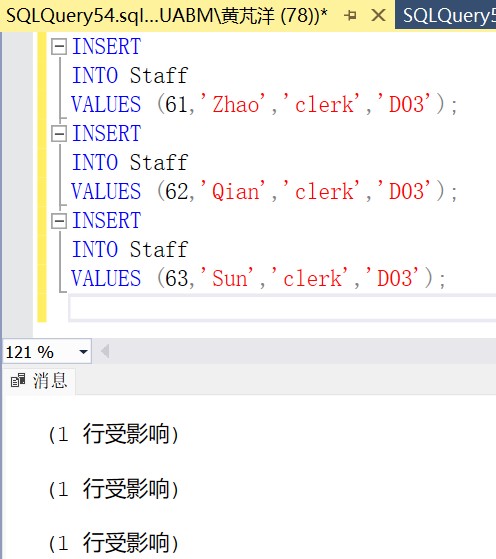 SQLQuery54.sql...UABM\黄芃洋 (78))* SQLQuery5
INSERT
INTO Staff
VALUES (61,'Zhao','clerk','D03');
INSERT
INTO Staff
VALUES (62,'Qian','clerk','D03');
INSERT
INTO Staff
VALUES (63,'Sun','clerk','D03');
121 %
消息
(1 行受影响)
(1 行受影响)
(1 行受影响)